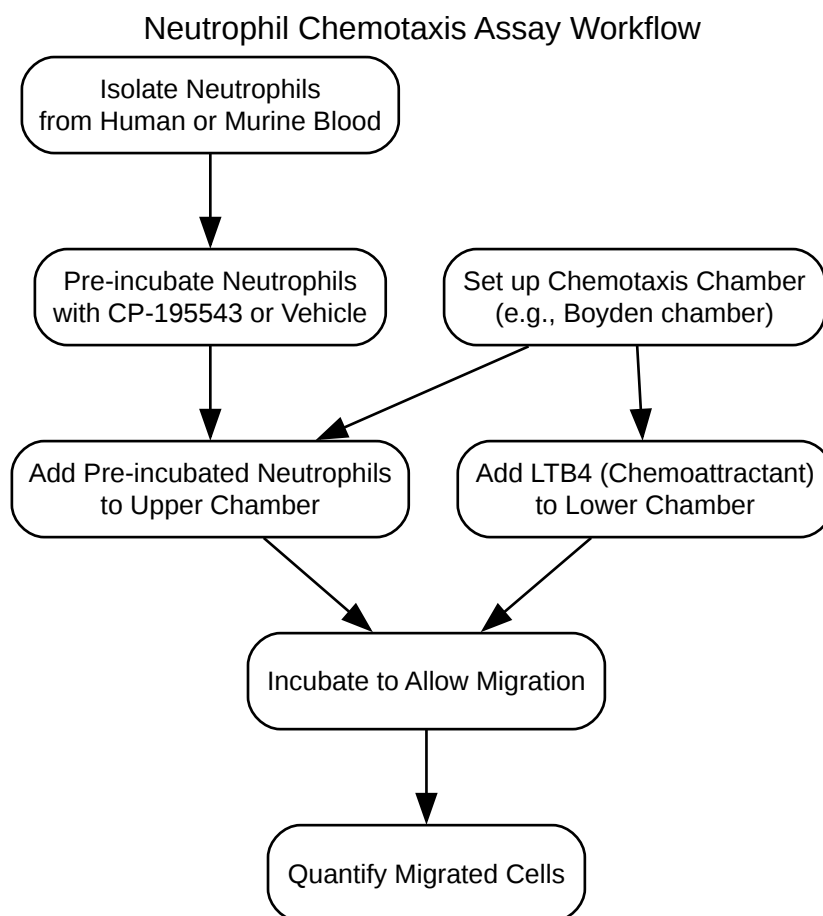 Neutrophil Chemotaxis Assay Workflow
Isolate Neutrophils
from Human or Murine Blood
Pre-incubate Neutrophils
with CP-195543 or Vehicle
Set up Chemotaxis Chamber
(e.g., Boyden chamber)
Add Pre-incubated Neutrophils
to Upper Chamber
Add LTB4 (Chemoattractant)
to Lower Chamber
Incubate to Allow Migration
Quantify Migrated Cells